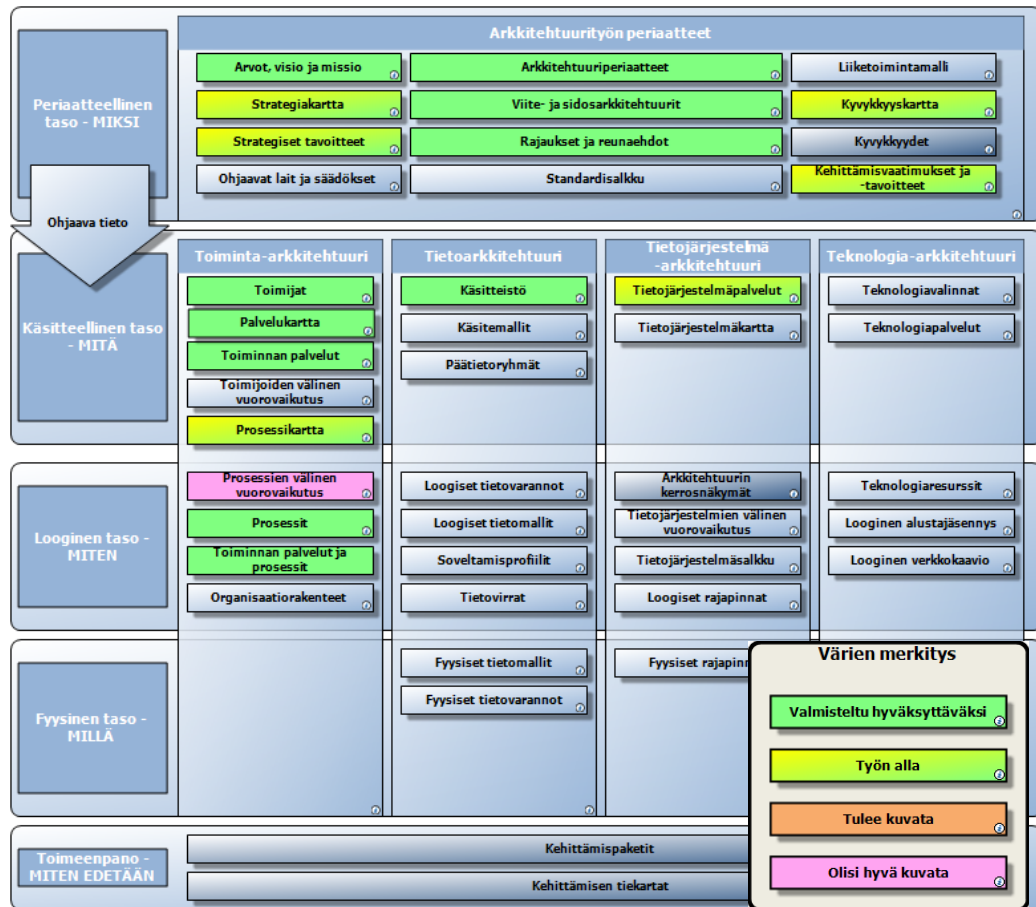 Arkkitehtuurityön periaatteet
Periaatteellinen
taso - MIKSI
Arvot, visio ja missio
Arkkitehtuuriperiaatteet
Liiketoimintamalli
Strategiakartta
Viite- ja sidosarkkitehtuurit
Kyvykkyyskartta
Strategiset tavoitteet
Rajaukset ja reunaehdot
Kyvykkyydet
Ohjaavat lait ja säädökset
Standardisalkku
Kehittämisvaatimukset ja
-tavoitteet
Ohjaava tieto
Käsitteellinen taso
- MITÄ
Toiminta-arkkitehtuuri
Tietoarkkitehtuuri
Tietojärjestelmä
-arkkitehtuuri
Teknologia-arkkitehtuuri
Toimijat
Käsitteistö
Tietojärjestelmäpalvelut
Teknologiavalinnat
Palvelukartta
Käsitemallit
Tietojärjestelmäkartta
Teknologiapalvelut
Toiminnan palvelut
Päätietoryhmät
Toimijoiden välinen
vuorovaikutus
Prosessikartta
Looginen taso -
MITEN
Prosessien välinen
vuorovaikutus
Loogiset tietovarannot
Arkkitehtuurin
kerrosnäkymät
Teknologiaresurssit
Prosessit
Loogiset tietomallit
Tietojärjestelmien välinen
vuorovaikutus
Looginen alustajäsennys
Toiminnan palvelut ja
prosessit
Soveltamisprofiilit
Tietojärjestelmäsalkku
Looginen verkkokaavio
Organisaatiorakenteet
Tietovirrat
Loogiset rajapinnat
Fyysinen taso -
MILLÄ
Fyysiset tietomallit
Fyysiset rajapinn
Fyysiset tietovarannot
Värien merkitys
Valmisteltu hyväksyttäväksi
Työn alla
Tulee kuvata
Olisi hyvä kuvata
Toimeenpano -
MITEN EDETÄÄN
Kehittämispaketit
Kehittämisen tiekartat